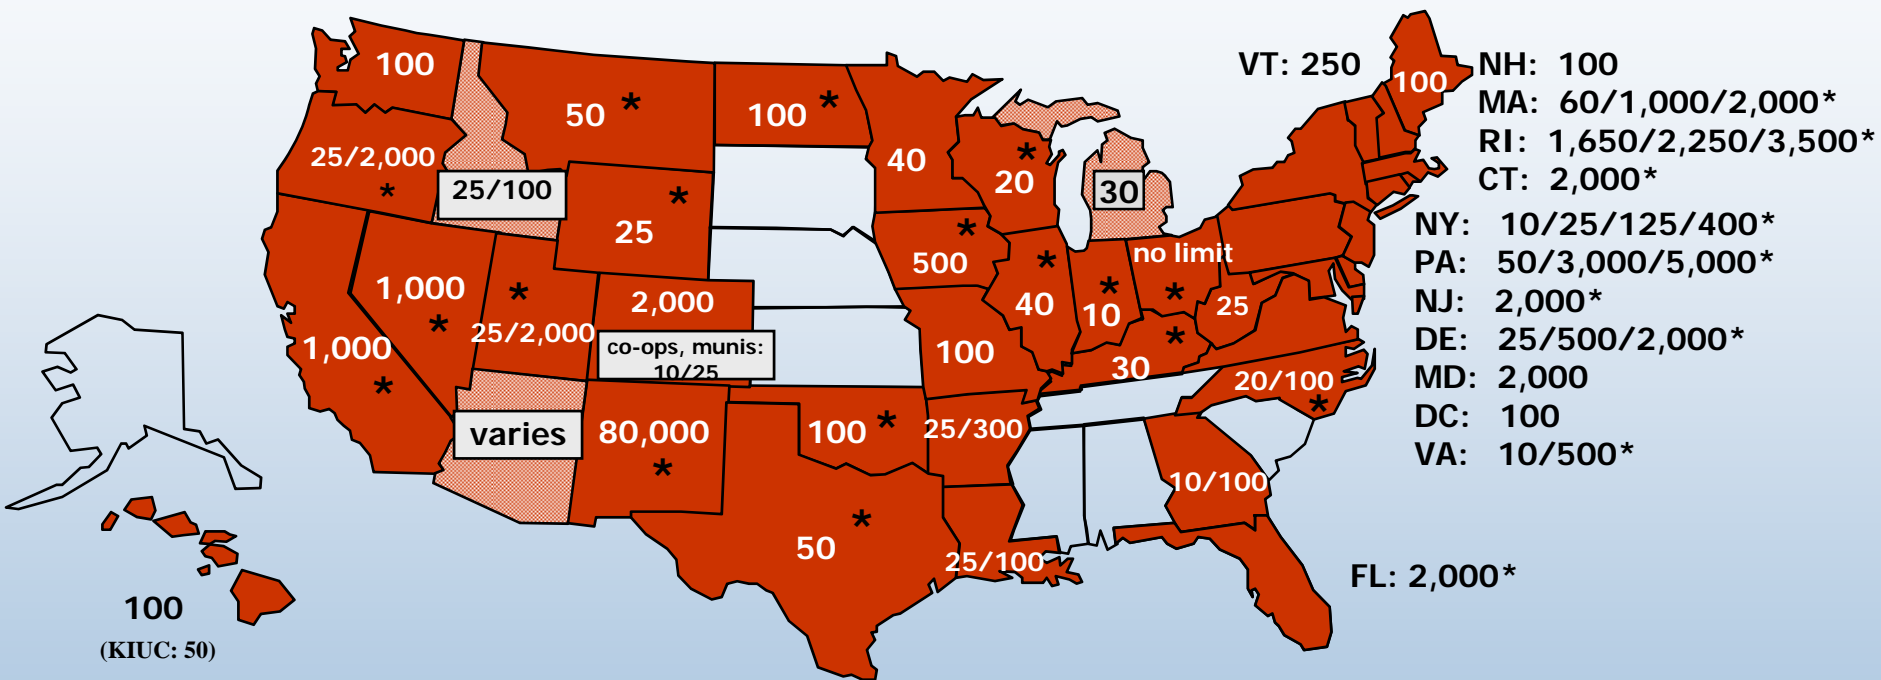 100
50 *
100 *
25/2,000
*
25/100
25 *
40
20 *
30
500 *
1,000
*
1,000
*
*
25/2,000
2,000
co-ops, munis:
10/25
40 *
10 *
no limit
*
25
30 *
100
20/100
*
varies
80,000
*
100 *
25/300
10/100
50 *
25/100
100
(KIUC: 50)
VT: 250
100
NH: 100
MA: 60/1,000/2,000*
RI: 1,650/2,250/3,500*
CT: 2,000*
NY: 10/25/125/400*
PA: 50/3,000/5,000*
NJ: 2,000*
DE: 25/500/2,000*
MD: 2,000
DC: 100
VA: 10/500*
FL: 2,000*